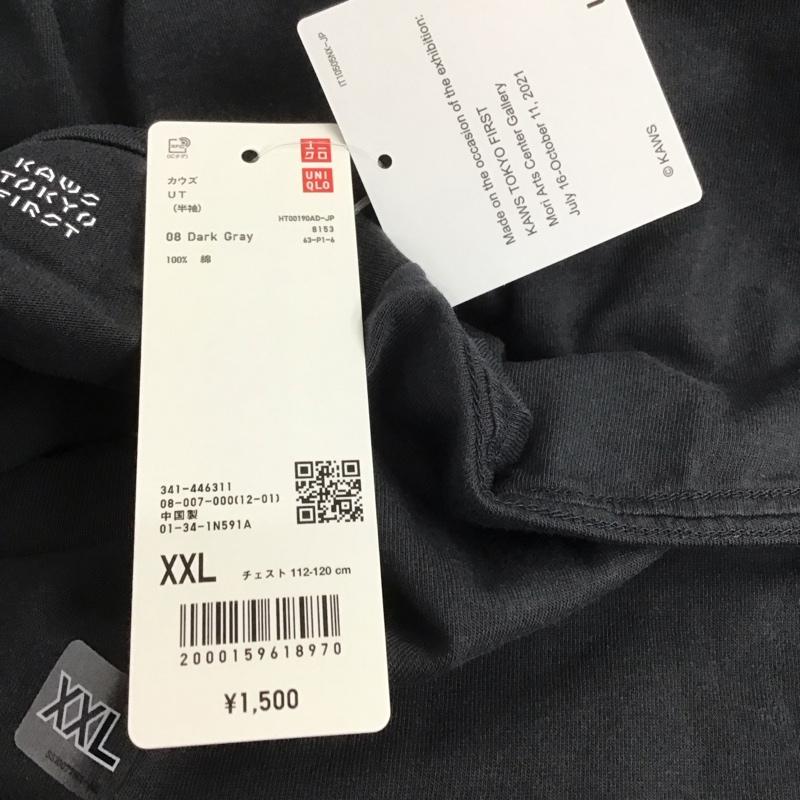 KAWS
TOKYO
FIRST
カウズ
UT
(半袖)
08 Dark Gray
100% 綿
ユニ
クロ
UNI
QLO
HT00190AD-JP
8153
63-P1-6
341-446311
08-007-000(12-01)
中国製
01-34-1N591A
XXL
チェスト 112-120 cm
2000159618970
¥1,500
IT10505NX-JP
Made on the occasion of the exhibition:
KAWS TOKYO FIRST
Mori Arts Center Gallery
July 16-October 11, 2021
© KAWS
XXL